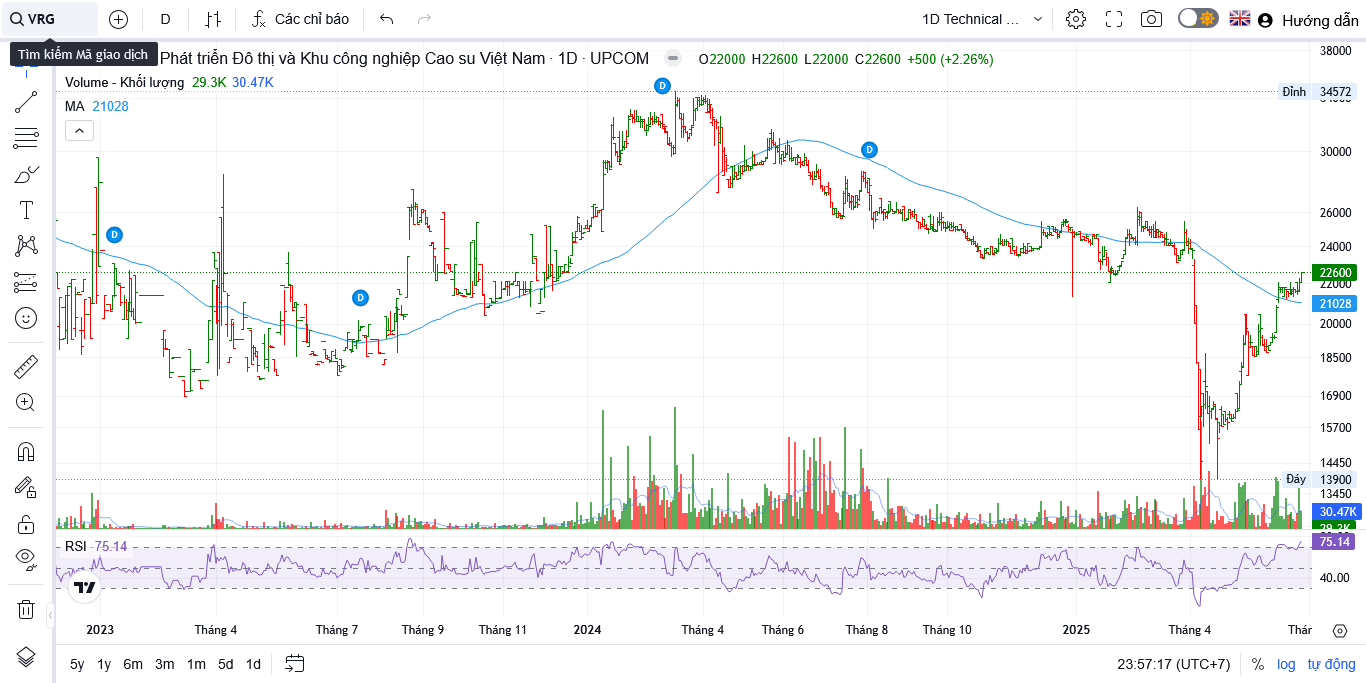 VRG D Các chỉ báo 1D Technical ... Hướng dẫn
Tìm kiếm Mã giao dịch
Phát triển Đô thị và Khu công nghiệp Cao su Việt Nam · 1D · UPCOM O22000 H22600 L22000 C22600 +500 (+2.26%)
Volume - Khối lượng 29.3K 30.47K
MA 21028
38000
D
Đỉnh 34572
34000
D
30000
26000
D
24000
22600
22000
D
21028
20000
18500
16900
15700
14450
Đáy 13900
13450
30.47K
29.3K
RSI 75.14
75.14
40.00
2023 Tháng 4 Tháng 7 Tháng 9 Tháng 11 2024 Tháng 4 Tháng 6 Tháng 8 Tháng 10 2025 Tháng 4 Thár
5y 1y 6m 3m 1m 5d 1d 23:57:17 (UTC+7) % log tự động